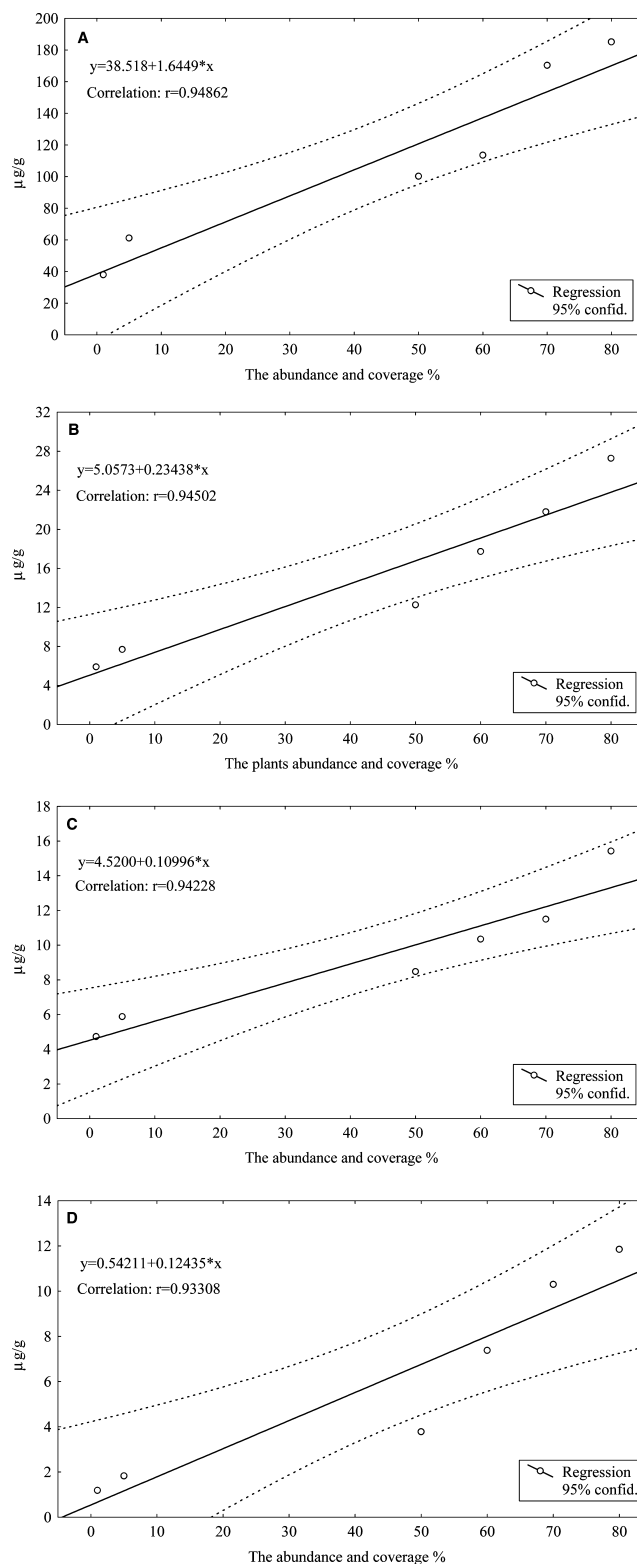 A
y=38.518+1.6449*x
Correlation: r=0.94862
μg/g
200
180
160
140
120
100
80
60
40
20
0
0 10 20 30 40 50 60 70 80
The abundance and coverage %
Regression
95% confid.
B
y=5.0573+0.23438*x
Correlation: r=0.94502
μg/g
32
28
24
20
16
12
8
4
0
0 10 20 30 40 50 60 70 80
The plants abundance and coverage %
Regression
95% confid.
C
y=4.5200+0.10996*x
Correlation: r=0.94228
μg/g
18
16
14
12
10
8
6
4
2
0
0 10 20 30 40 50 60 70 80
The abundance and coverage %
Regression
95% confid.
D
y=0.54211+0.12435*x
Correlation: r=0.93308
μg/g
14
12
10
8
6
4
2
0
0 10 20 30 40 50 60 70 80
The abundance and coverage %
Regression
95% confid.